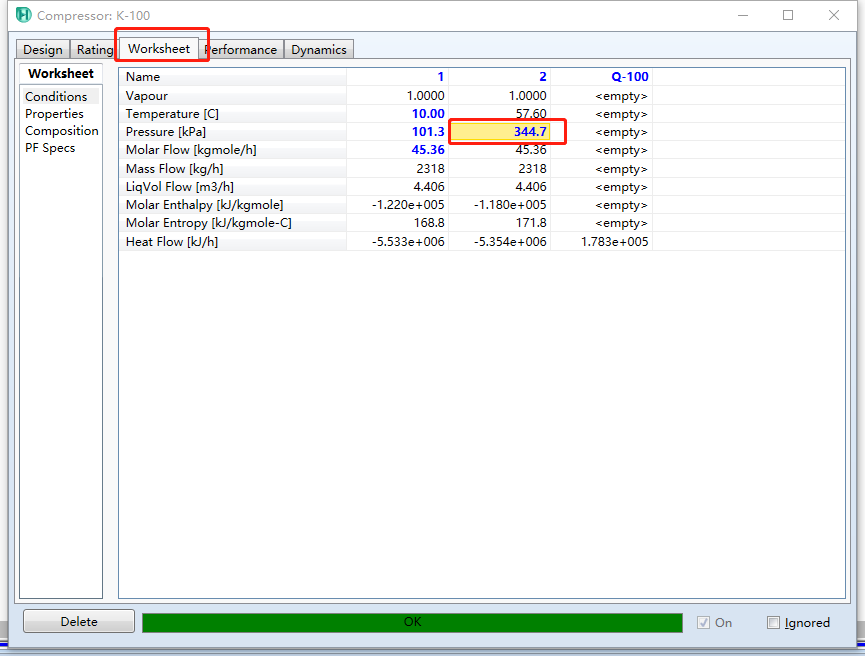 Compressor: K-100
Design Rating Worksheet Performance Dynamics
Worksheet
Conditions
Properties
Composition
PF Specs
Name 1 2 Q-100
Vapour 1.0000 1.0000 <empty>
Temperature [C] 10.00 57.60 <empty>
Pressure [kPa] 101.3 344.7 <empty>
Molar Flow [kgmole/h] 45.36 45.36 <empty>
Mass Flow [kg/h] 2318 2318 <empty>
LiqVol Flow [m3/h] 4.406 4.406 <empty>
Molar Enthalpy [kJ/kgmole] -1.220e+005 -1.180e+005 <empty>
Molar Entropy [kJ/kgmole-C] 168.8 171.8 <empty>
Heat Flow [kJ/h] -5.533e+006 -5.354e+006 1.783e+005
Delete OK On Ignored